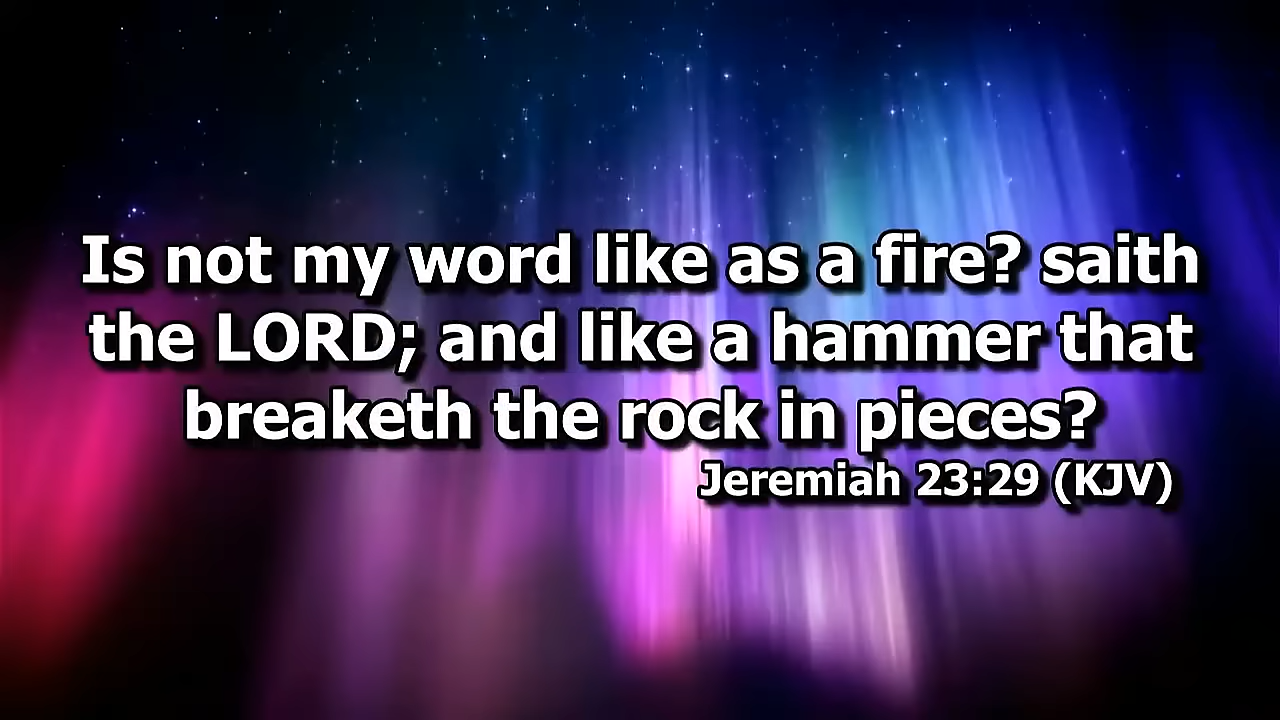 Is not my word like as a fire? saith
the LORD; and like a hammer that
breaketh the rock in pieces?
Jeremiah 23:29 (KJV)